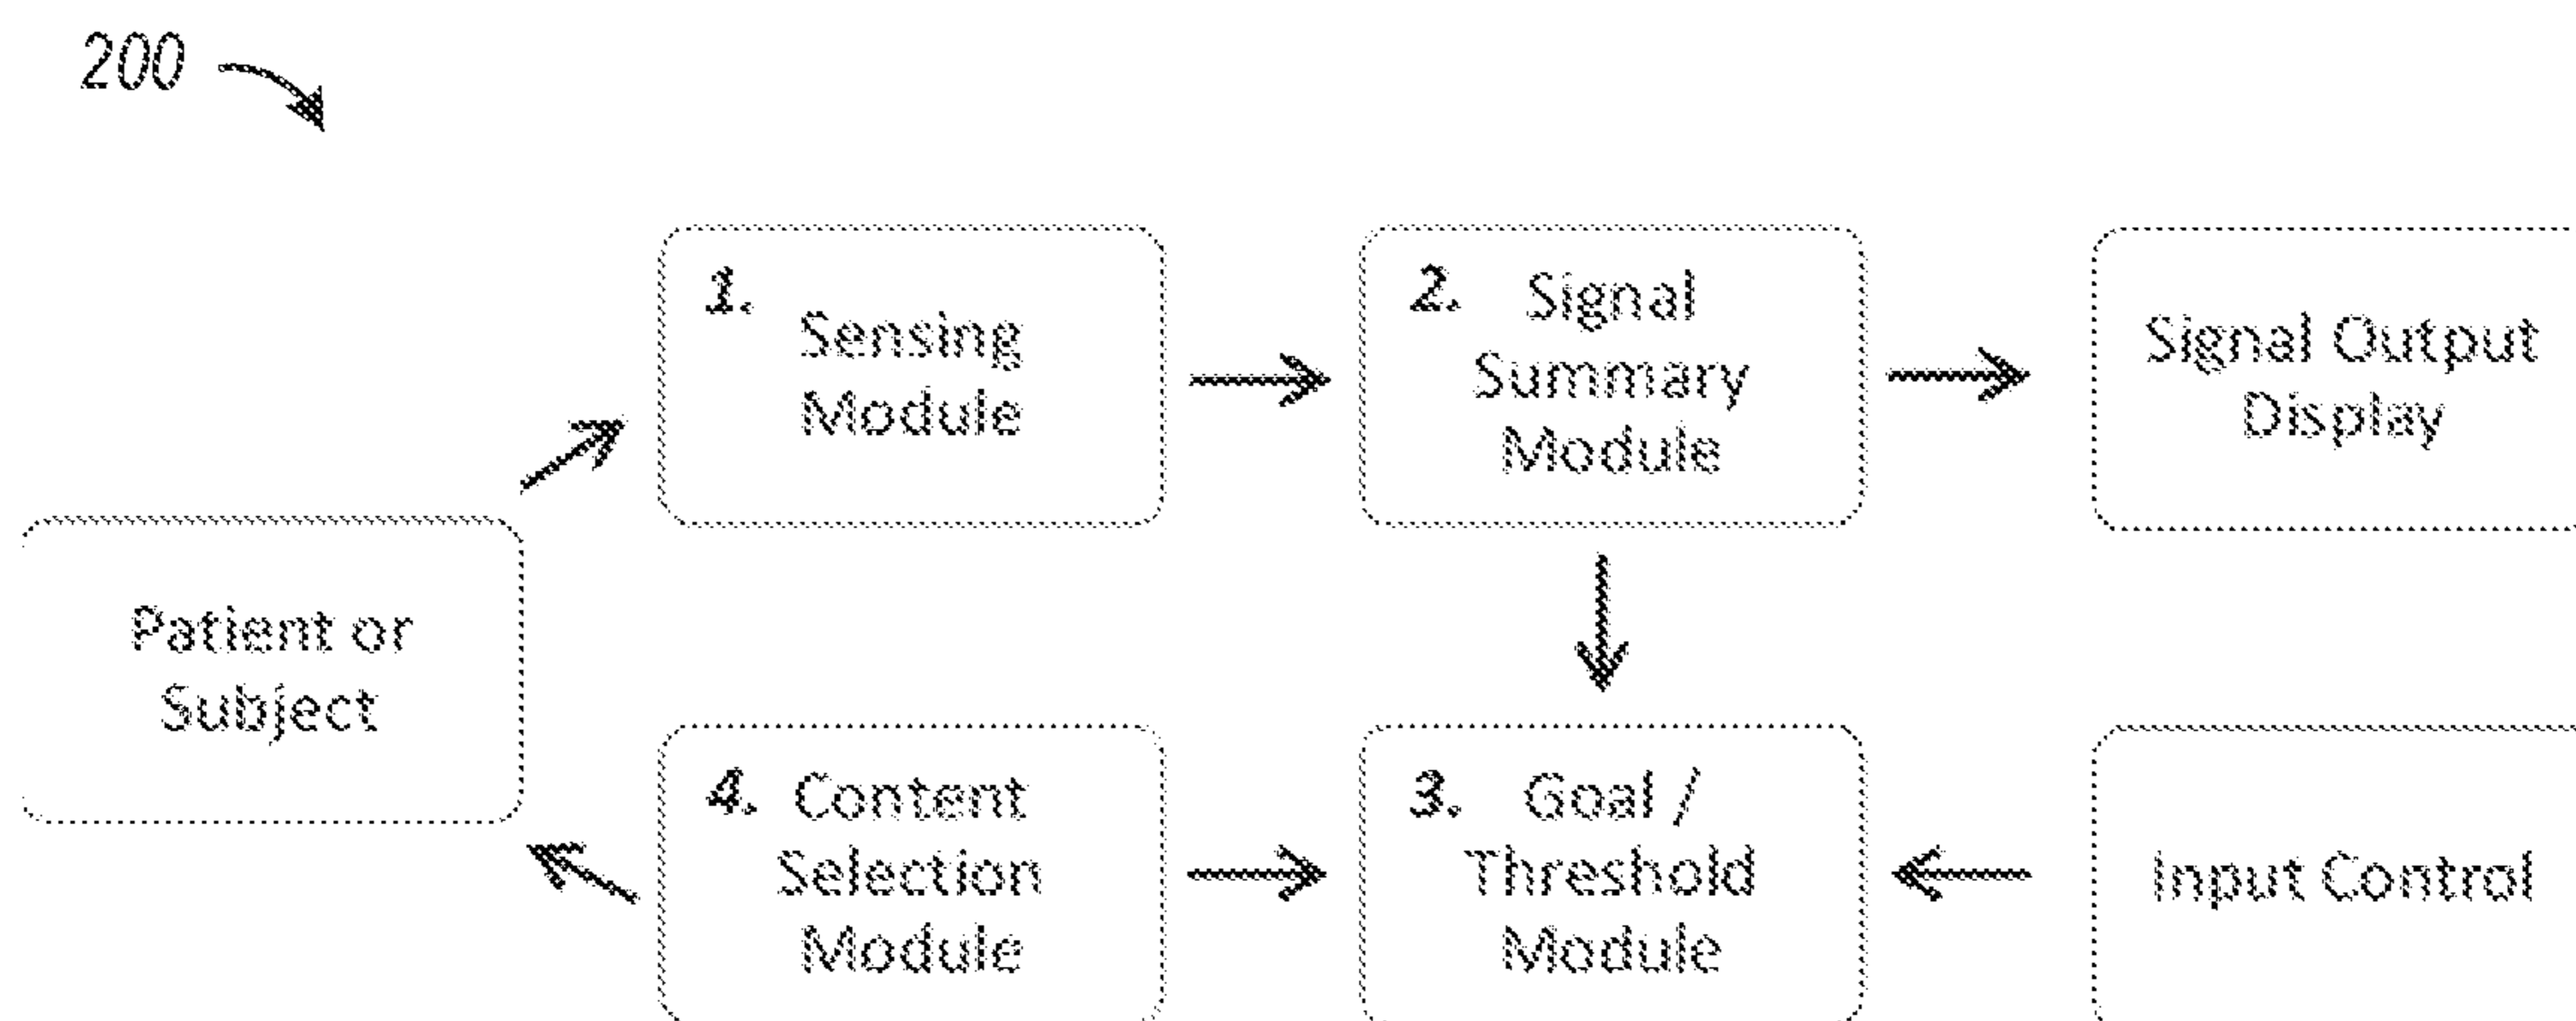 200
1.
Sensing
Module
2. Signal
Summary
Module
Signal Output
Display
Patient or
Subject
4. Content
Selection
Module
3. Goal /
Threshold
Module
Input Control